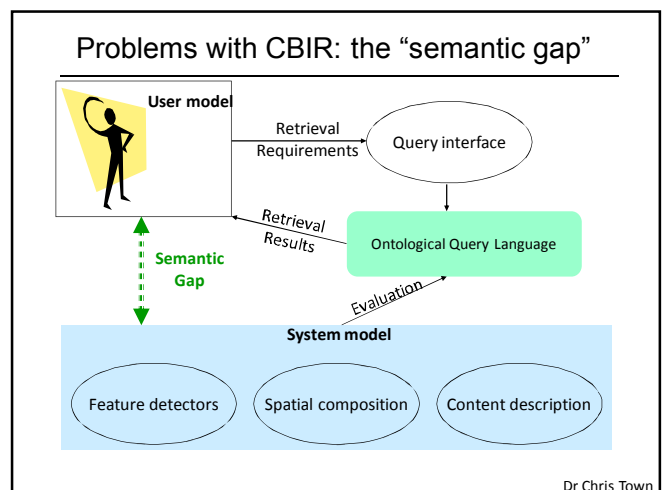 Problems with CBIR: the “semantic gap”
User model
Retrieval
Requirements
Query interface
Retrieval
Results
Ontological Query Language
Semantic
Gap
Evaluation
System model
Feature detectors
Spatial composition
Content description
Dr Chris Town